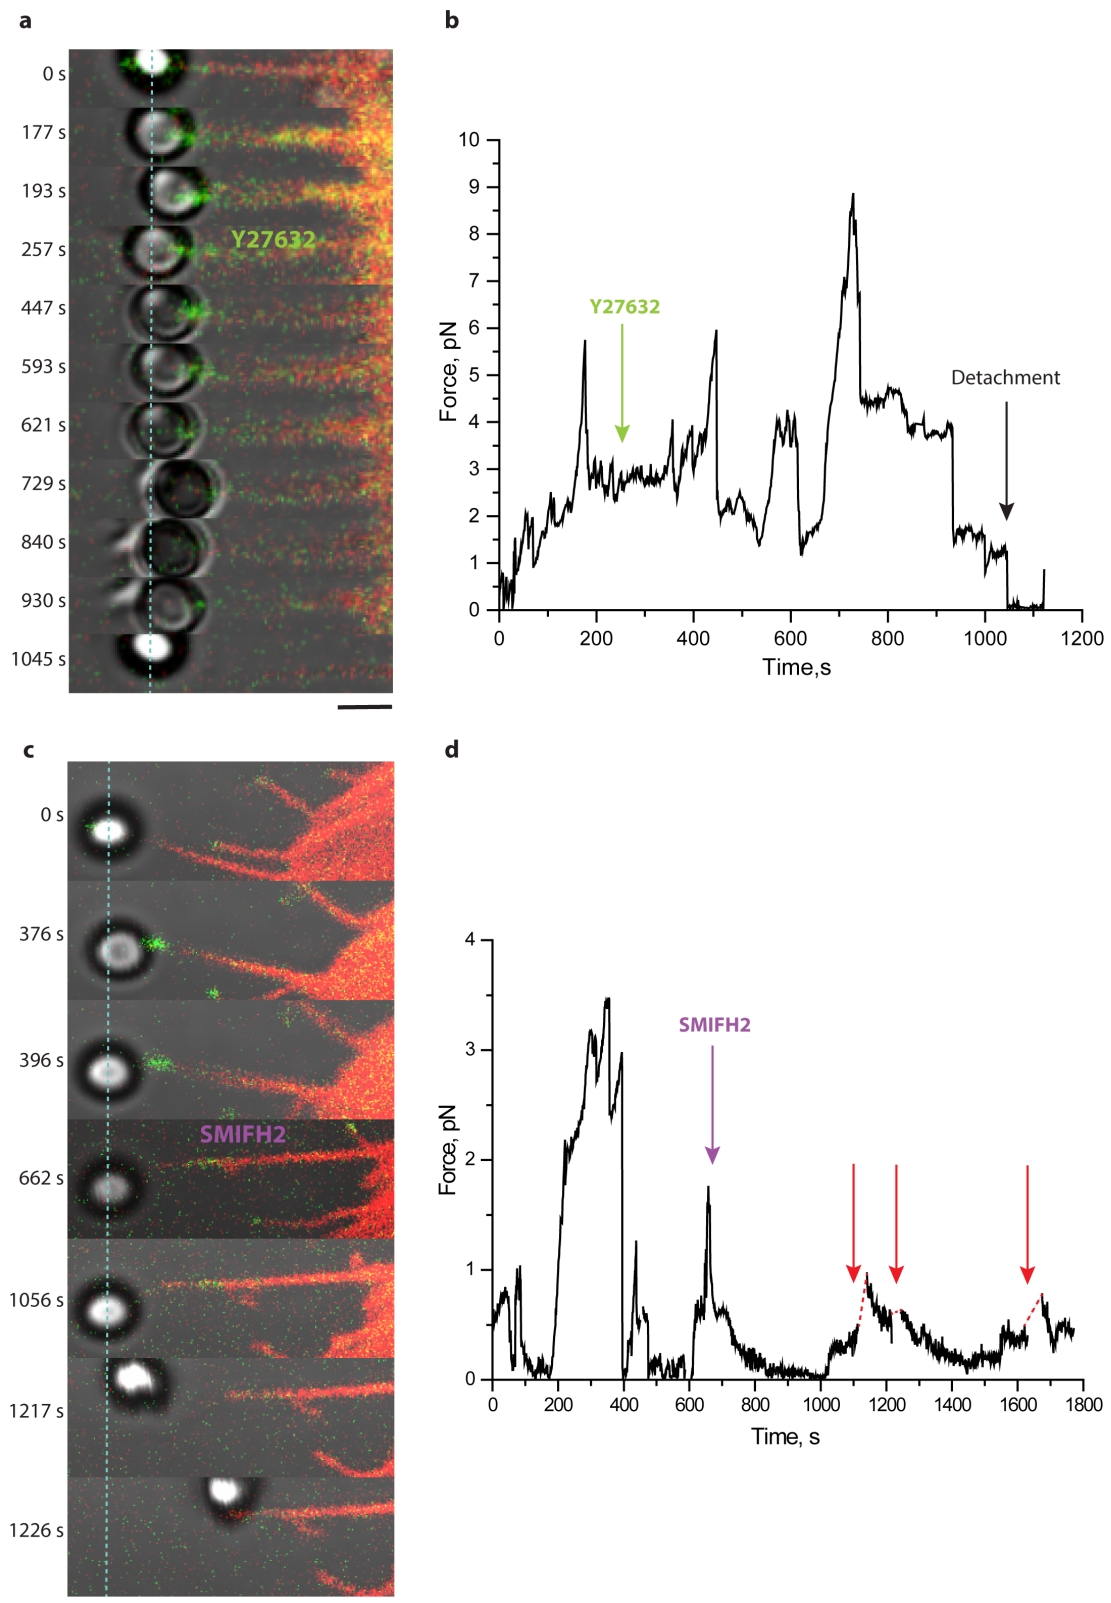 a
0 s
177 s
193 s
257 s
447 s
593 s
621 s
729 s
840 s
930 s
1045 s
Y27632
b
10
9
8
7
6
5
4
3
2
1
0
Force, pN
Y27632
Detachment
0 200 400 600 800 1000 1200
Time,s
c
0 s
376 s
396 s
662 s
1056 s
1217 s
1226 s
SMIFH2
d
4
3
2
1
0
Force, pN
SMIFH2
0 200 400 600 800 1000 1200 1400 1600 1800
Time, s